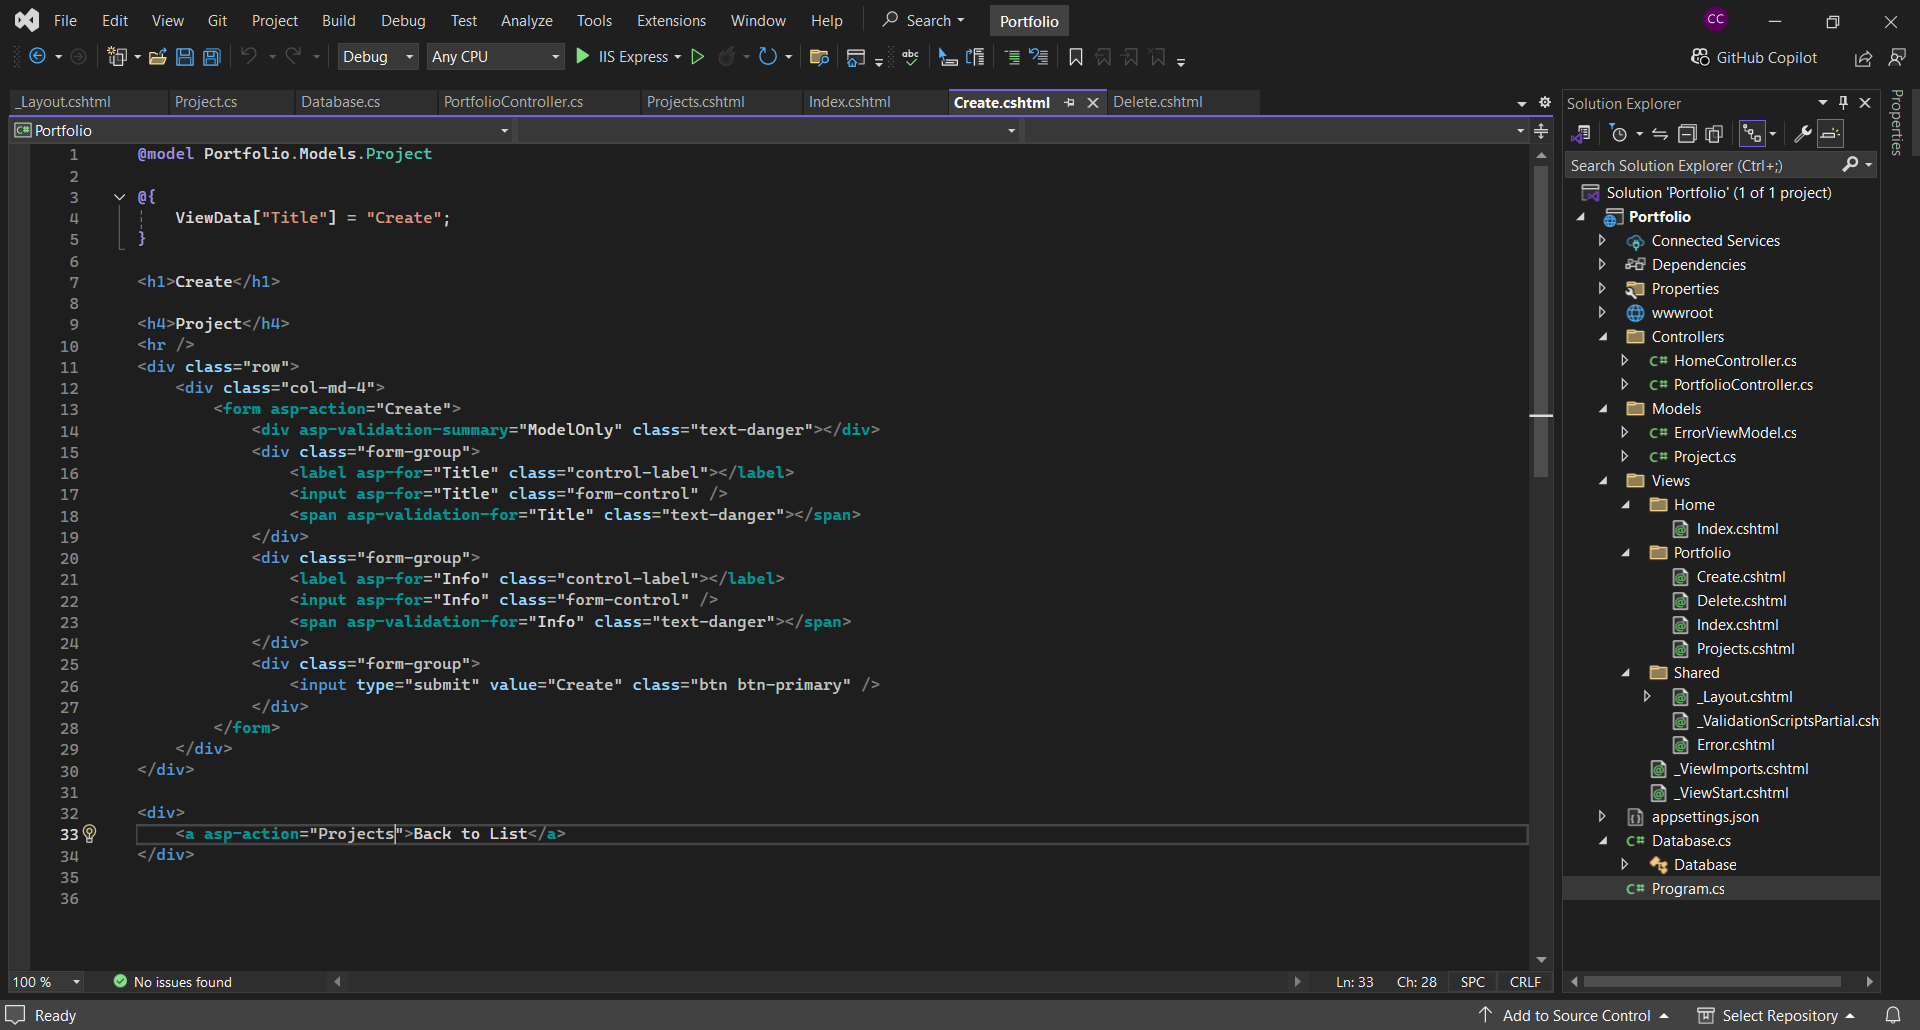 File Edit View Git Project Build Debug Test Analyze Tools Extensions Window Help Search Portfolio CC
Debug Any CPU IIS Express abc GitHub Copilot
_Layout.cshtml Project.cs Database.cs PortfolioController.cs Projects.cshtml Index.cshtml Create.cshtml Delete.cshtml
C# Portfolio
1 @model Portfolio.Models.Project
2
3 @{
4 ViewData["Title"] = "Create";
5 }
6
7 <h1>Create</h1>
8
9 <h4>Project</h4>
10 <hr />
11 <div class="row">
12 <div class="col-md-4">
13 <form asp-action="Create">
14 <div asp-validation-summary="ModelOnly" class="text-danger"></div>
15 <div class="form-group">
16 <label asp-for="Title" class="control-label"></label>
17 <input asp-for="Title" class="form-control" />
18 <span asp-validation-for="Title" class="text-danger"></span>
19 </div>
20 <div class="form-group">
21 <label asp-for="Info" class="control-label"></label>
22 <input asp-for="Info" class="form-control" />
23 <span asp-validation-for="Info" class="text-danger"></span>
24 </div>
25 <div class="form-group">
26 <input type="submit" value="Create" class="btn btn-primary" />
27 </div>
28 </form>
29 </div>
30 </div>
31
32 <div>
33 <a asp-action="Projects">Back to List</a>
34 </div>
35
36
100 % No issues found Ln: 33 Ch: 28 SPC CRLF
Solution Explorer
Search Solution Explorer (Ctrl+;)
Solution 'Portfolio' (1 of 1 project)
Portfolio
Connected Services
Dependencies
Properties
wwwroot
Controllers
C# HomeController.cs
C# PortfolioController.cs
Models
C# ErrorViewModel.cs
C# Project.cs
Views
Home
Index.cshtml
Portfolio
Create.cshtml
Delete.cshtml
Index.cshtml
Projects.cshtml
Shared
_Layout.cshtml
_ValidationScriptsPartial.csh
Error.cshtml
_ViewImports.cshtml
_ViewStart.cshtml
appsettings.json
C# Database.cs
Database
C# Program.cs
Properties
Ready Add to Source Control Select Repository